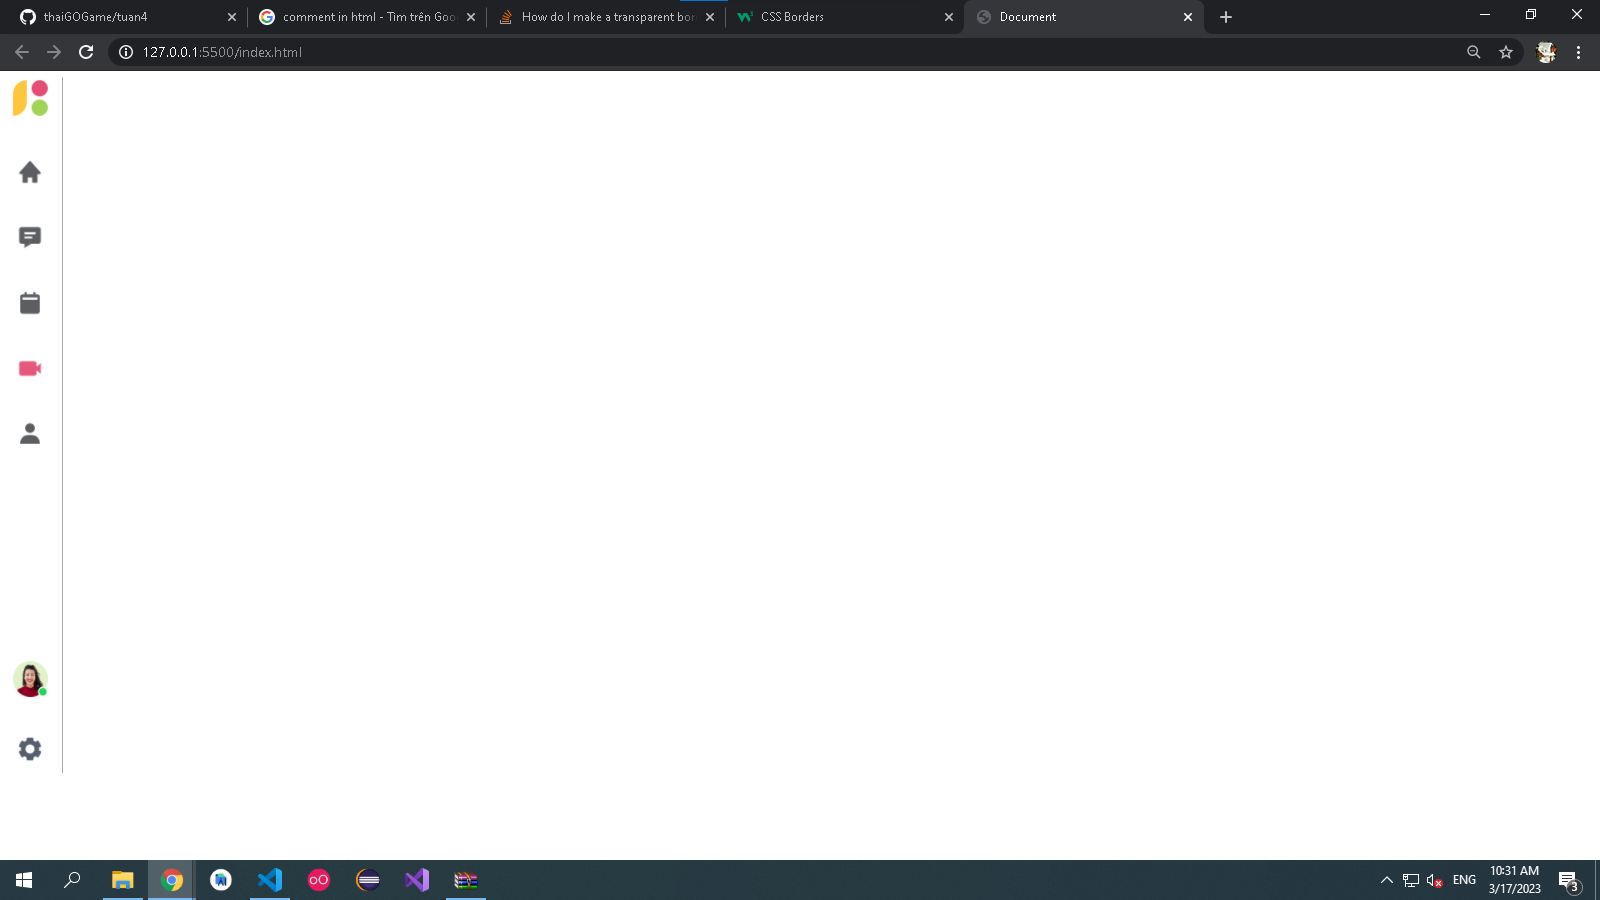 thaiGOGame/tuan4
comment in html - Tìm trên Goo
How do I make a transparent bor
CSS Borders
Document
127.0.0.1:5500/index.html
ENG
10:31 AM
3/17/2023
3